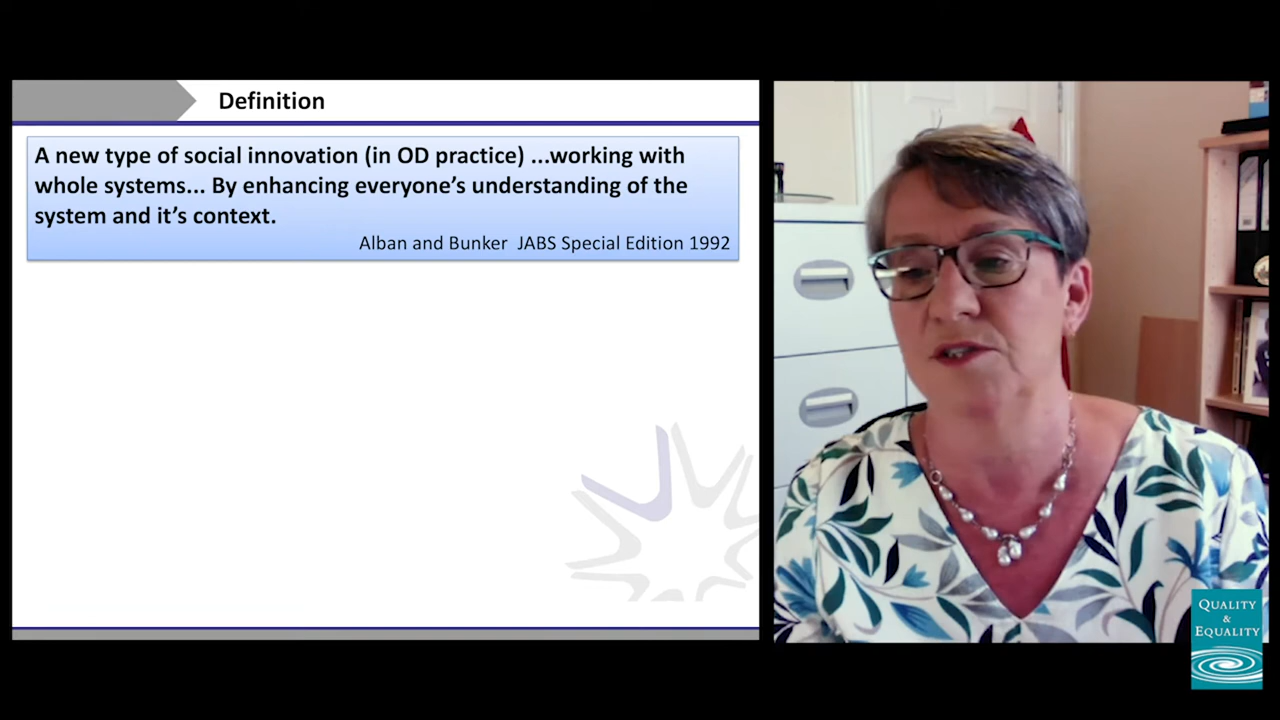 Definition
A new type of social innovation (in OD practice) ...working with
whole systems... By enhancing everyone’s understanding of the
system and it’s context.
Alban and Bunker JABS Special Edition 1992
QUALITY
&
EQUALITY